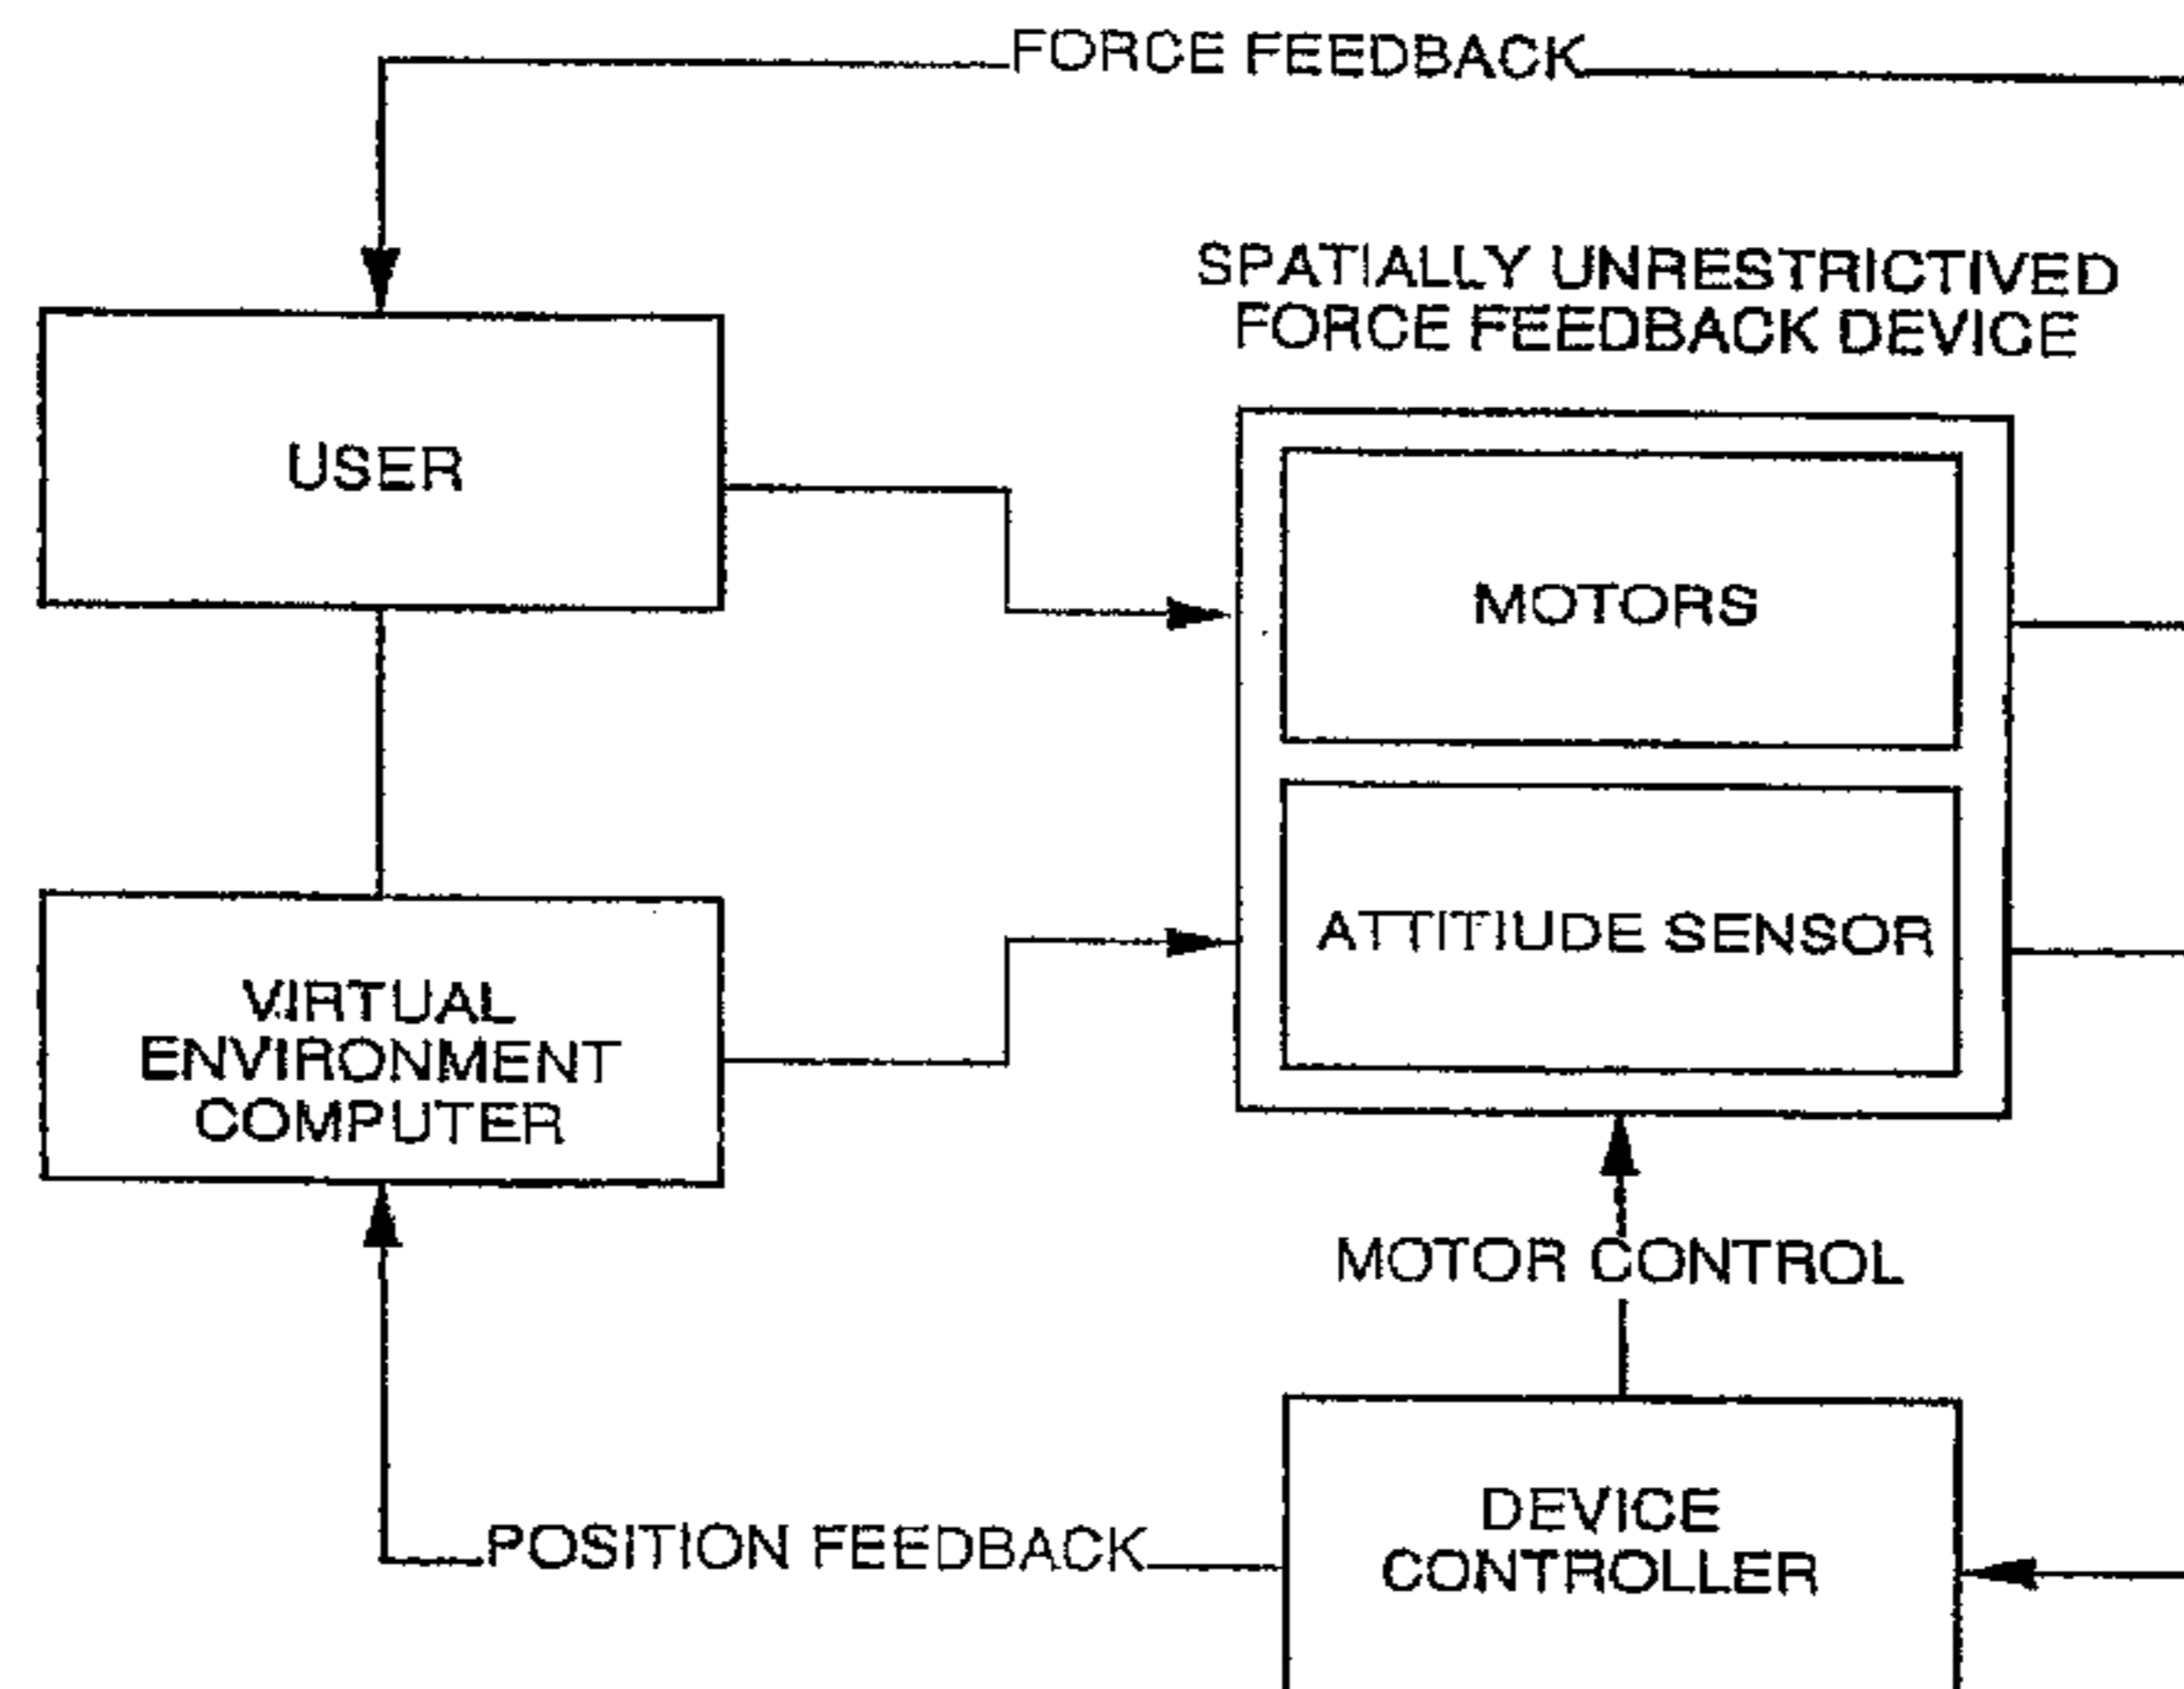 FORCE FEEDBACK
SPATIALLY UNRESTRICTIVED
FORCE FEEDBACK DEVICE
USER
MOTORS
ATTITIUDE SENSOR
VIRTUAL
ENVIRONMENT
COMPUTER
MOTOR CONTROL
DEVICE
CONTROLLER
POSITION FEEDBACK